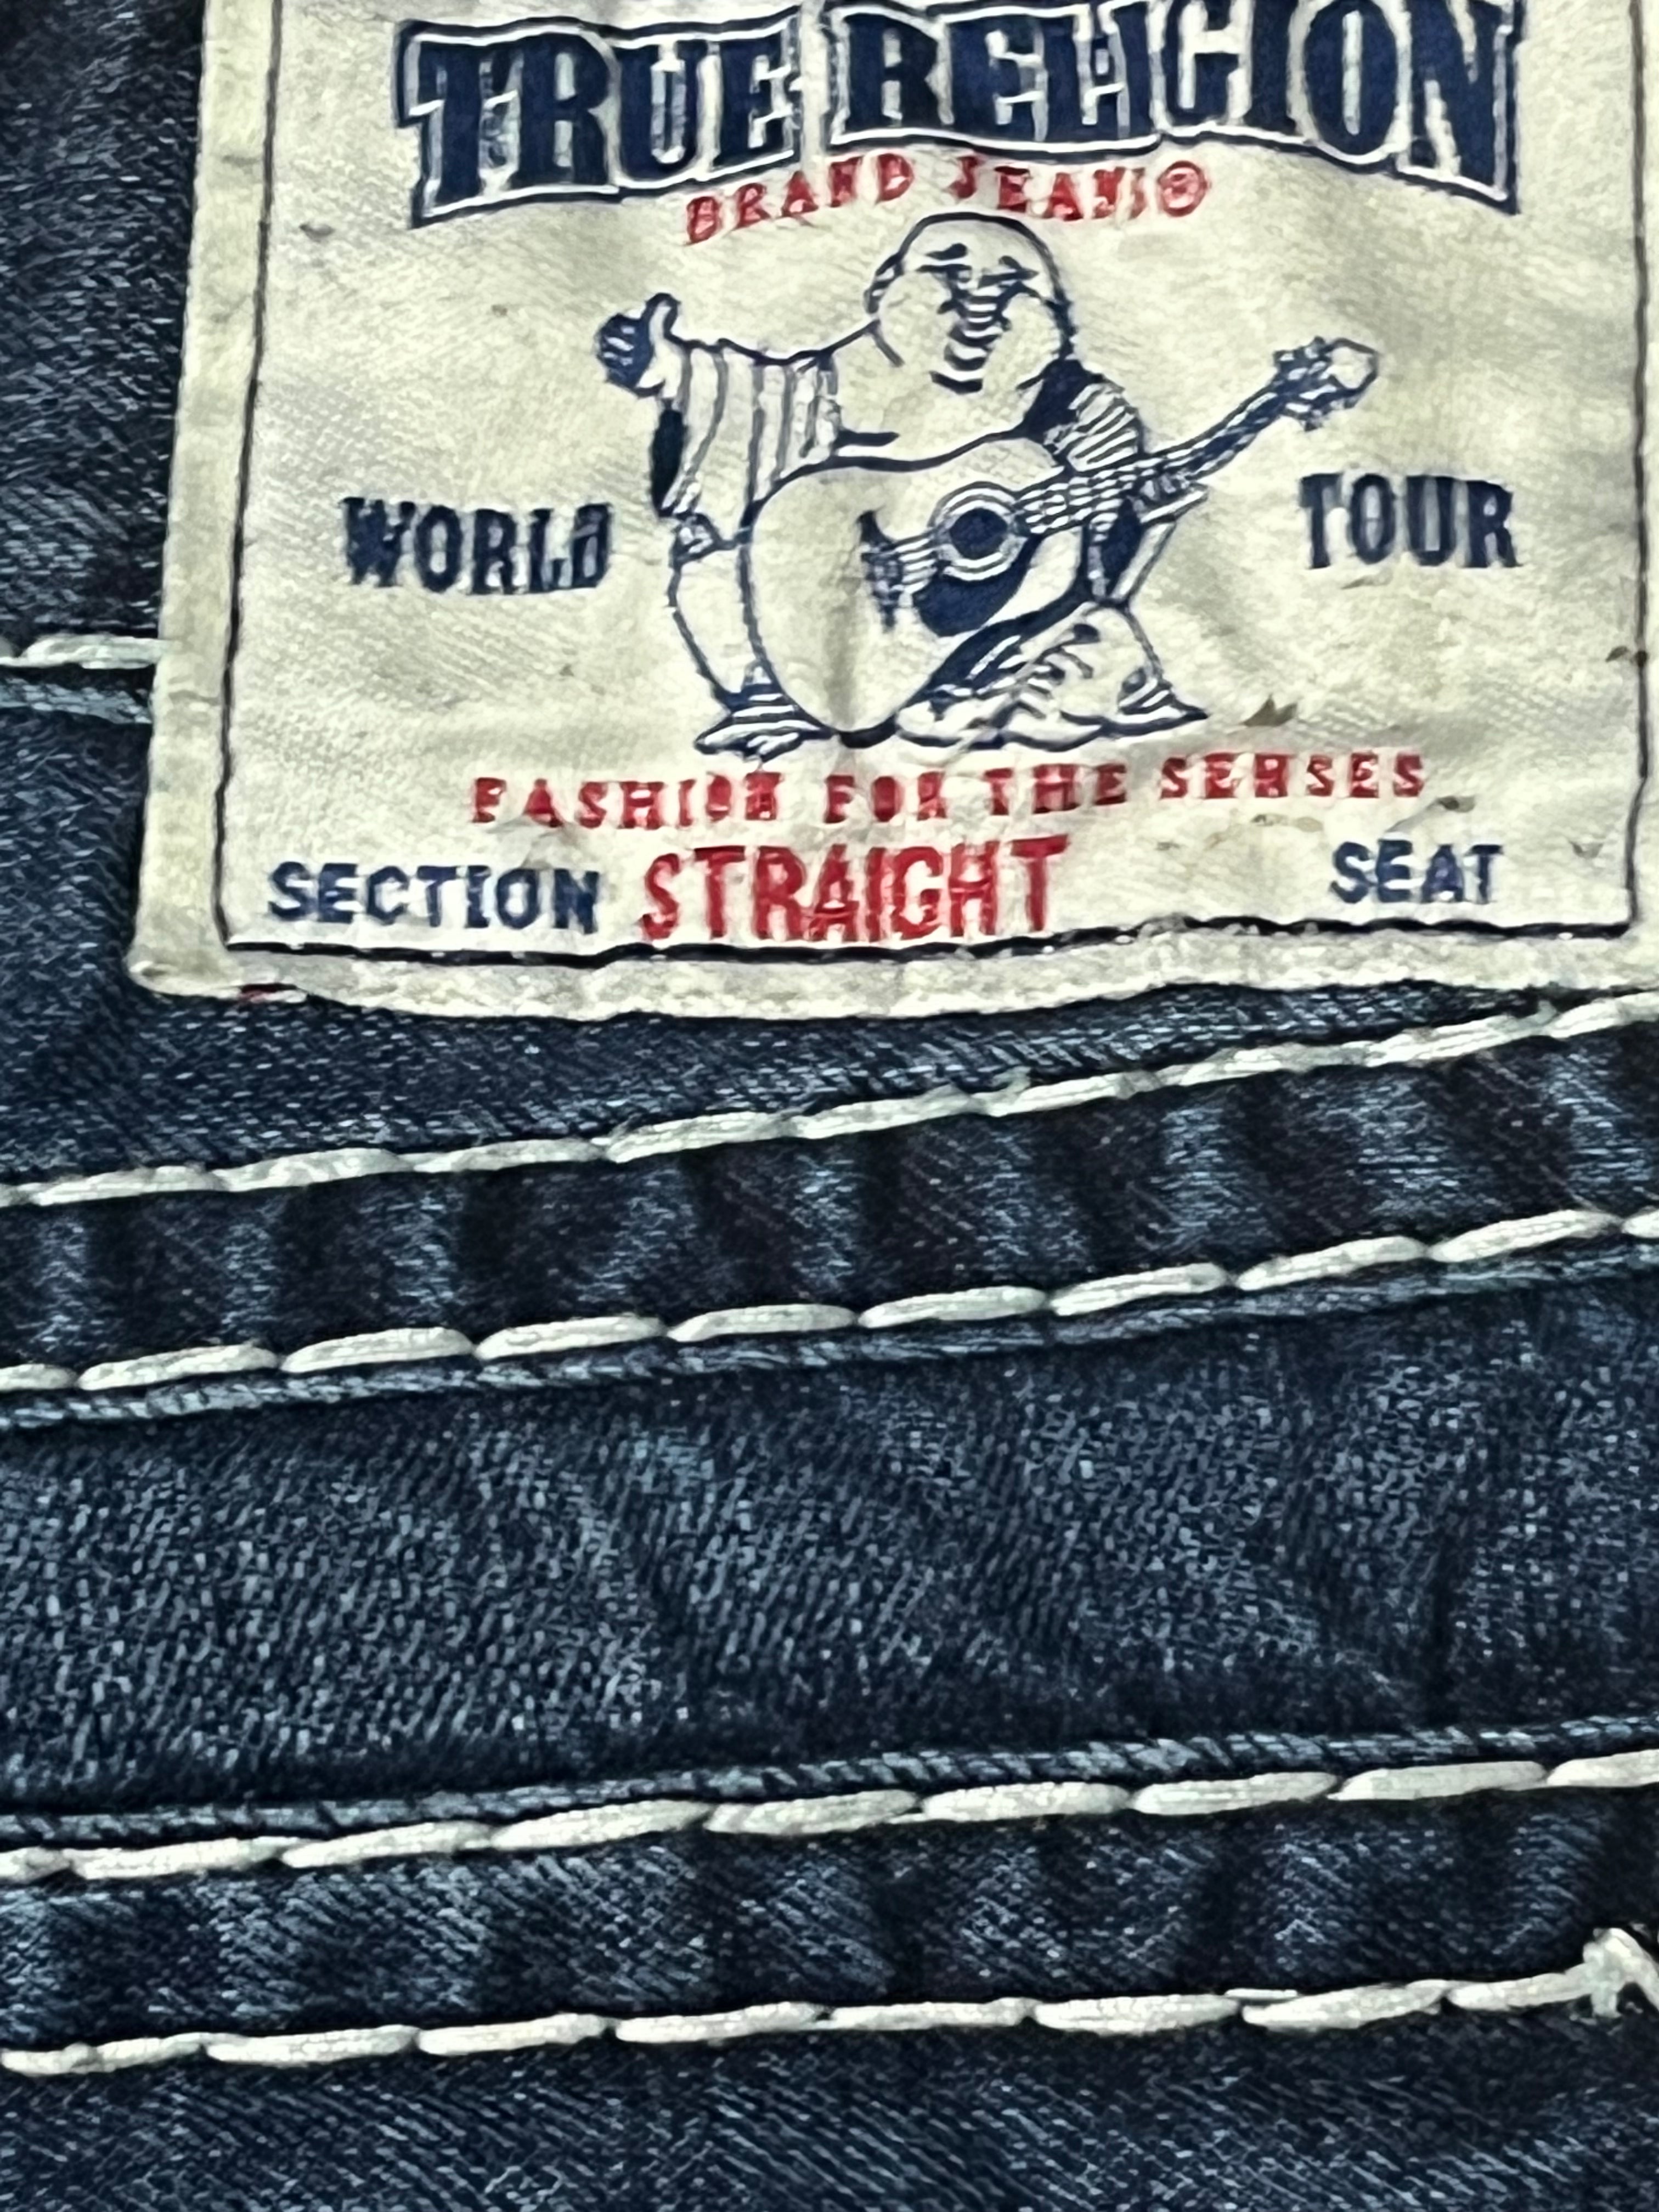 TRUE RELIGION
BRAND JEANS®
WORLD TOUR
FASHION FOR THE SENSES
SECTION STRAIGHT SEAT